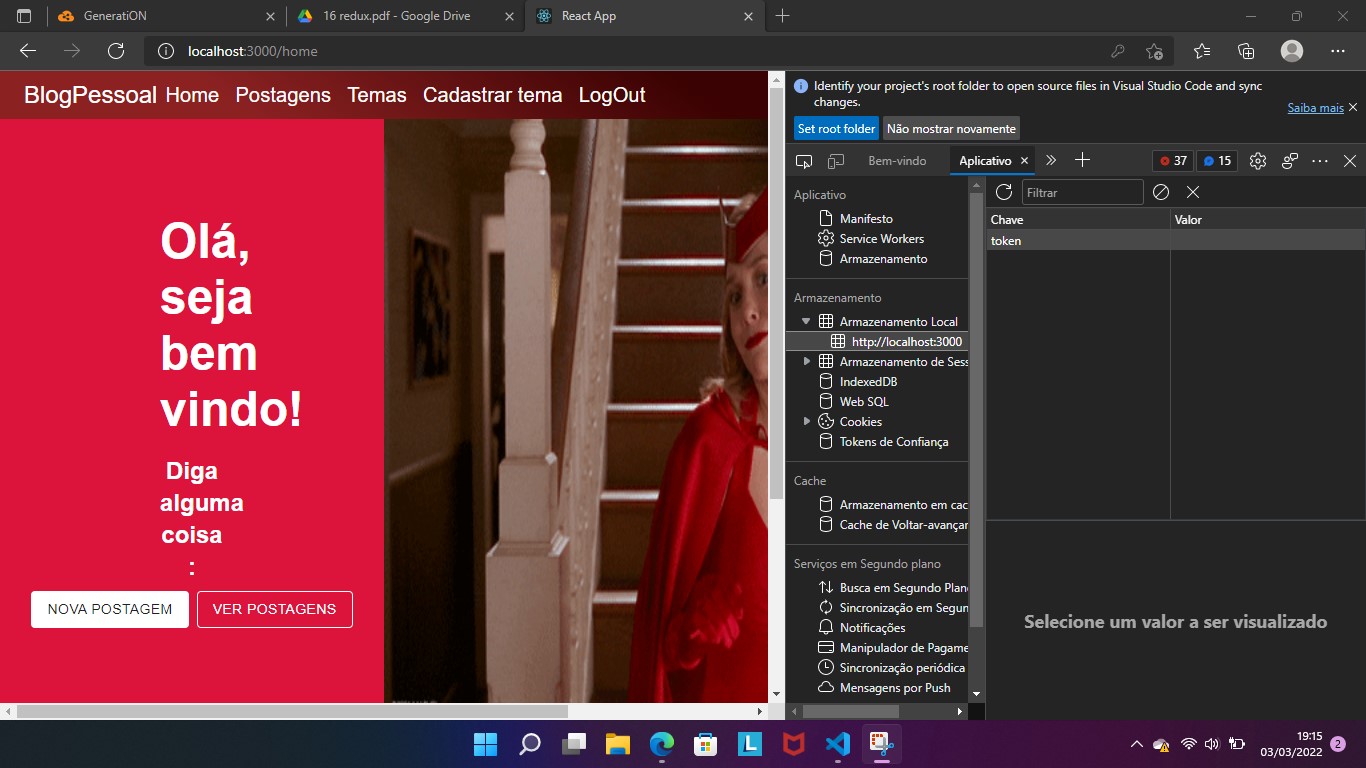 GeneratiON
16 redux.pdf - Google Drive
React App
localhost:3000/home
BlogPessoal Home Postagens Temas Cadastrar tema LogOut
Olá,
seja
bem
vindo!
Diga
alguma
coisa
:
NOVA POSTAGEM VER POSTAGENS
Identify your project's root folder to open source files in Visual Studio Code and sync
changes.
Saiba mais
Set root folder Não mostrar novamente
Bem-vindo Aplicativo 37 15
Aplicativo
Manifesto
Service Workers
Armazenamento
Armazenamento
Armazenamento Local
http://localhost:3000
Armazenamento de Sess
IndexedDB
Web SQL
Cookies
Tokens de Confiança
Cache
Armazenamento em cac
Cache de Voltar-avançar
Serviços em Segundo plano
Busca em Segundo Plan
Sincronização em Segun
Notificações
Manipulador de Pagame
Sincronização periódica
Mensagens por Push
Filtrar
Chave Valor
token
Selecione um valor a ser visualizado
19:15
03/03/2022
2